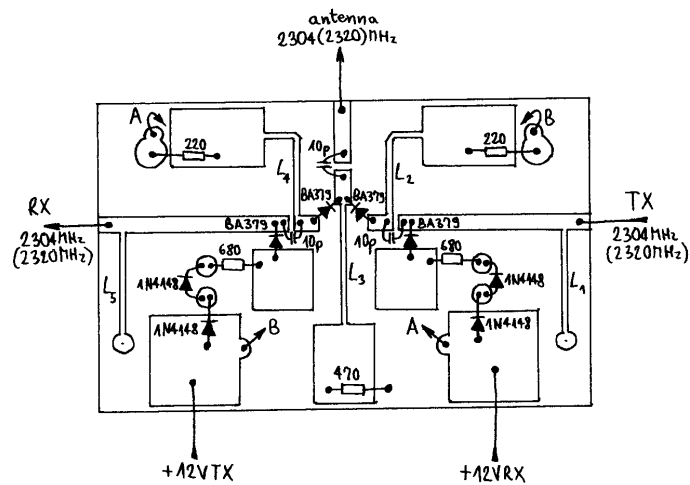 antenna
2304(2320)MHz
A
B
220
10p
220
L4
L2
BA379
BA379
RX
TX
BA379
BA379
2304MHz
(2320MHz)
10p
10p
2304MHz
(2320MHz)
680
680
L5
1N4148
L3
1N4148
L1
1N4148
B
A
1N4148
470
+12VTX
+12VRX